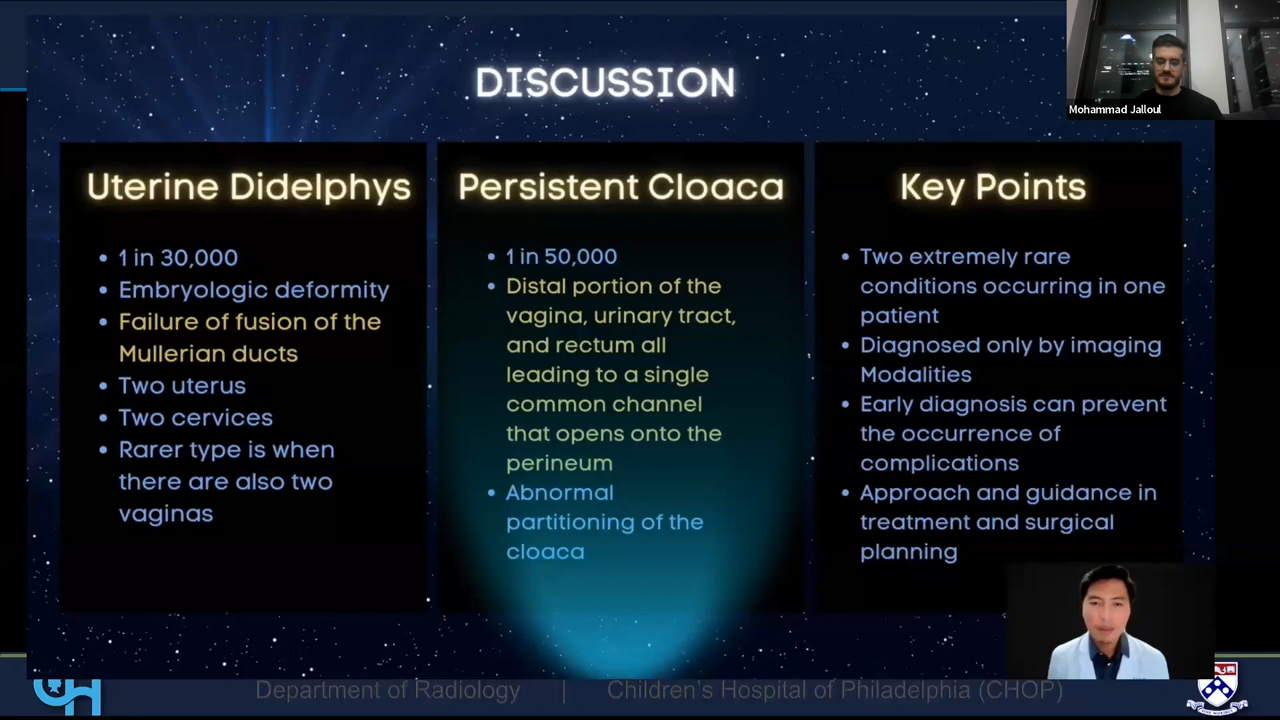 DISCUSSION
Mohammad Jalloul
Uterine Didelphys
• 1 in 30,000
• Embryologic deformity
• Failure of fusion of the
Mullerian ducts
• Two uterus
• Two cervices
• Rarer type is when
there are also two
vaginas
Persistent Cloaca
• 1 in 50,000
• Distal portion of the
vagina, urinary tract,
and rectum all
leading to a single
common channel
that opens onto the
perineum
• Abnormal
partitioning of the
cloaca
Key Points
• Two extremely rare
conditions occurring in one
patient
• Diagnosed only by imaging
Modalities
• Early diagnosis can prevent
the occurrence of
complications
• Approach and guidance in
treatment and surgical
planning
Department of Radiology | Children's Hospital of Philadelphia (CHOP)